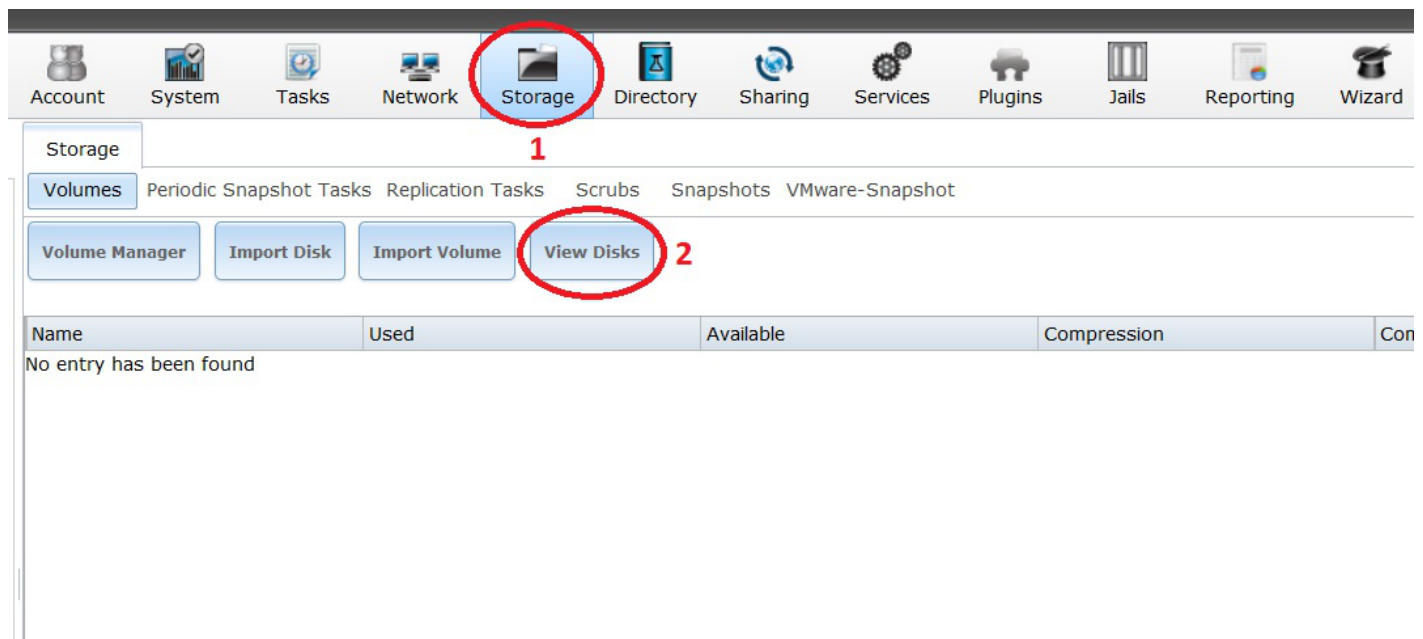 Account System Tasks Network Storage Directory Sharing Services Plugins Jails Reporting Wizard
1
Storage
Volumes Periodic Snapshot Tasks Replication Tasks Scrubs Snapshots VMware-Snapshot
Volume Manager Import Disk Import Volume View Disks 2
Name Used Available Compression Com
No entry has been found